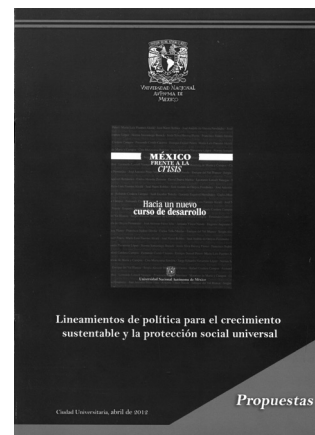 UNIVERSIDAD NACIONAL
AUTÓNOMA DE
MÉXICO
MÉXICO
FRENTE A LA
CRISIS
Hacia un nuevo
curso de desarrollo
Universidad Nacional Autónoma de México
Lineamientos de política para el crecimiento
sustentable y la protección social universal
Propuestas
Ciudad Universitaria, abril de 2012